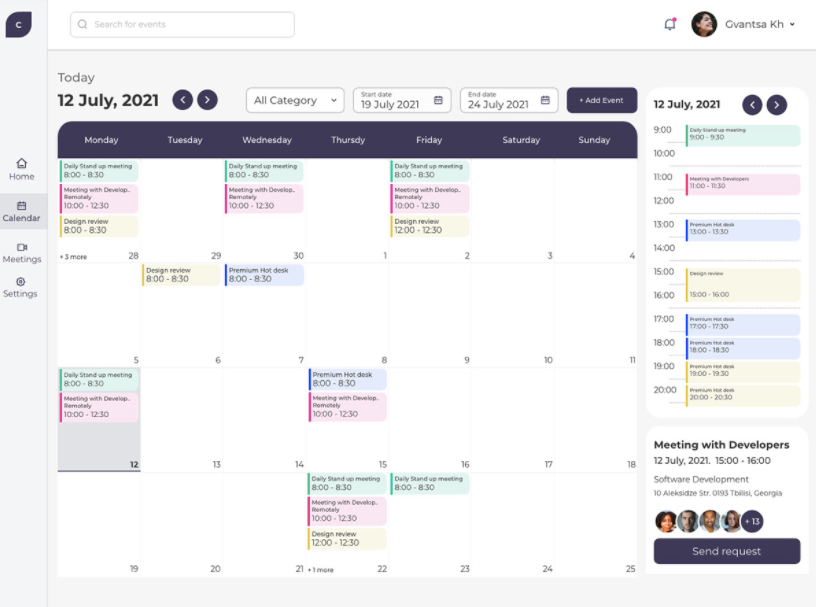 C
Search for events
Gvantsa Kh
Today
12 July, 2021
All Category
Start date
19 July 2021
End date
24 July 2021
+ Add Event
Monday Tuesday Wednesday Thursdy Friday Saturday Sunday
Daily Stand up meeting
8:00 - 8:30
Meeting with Develop..
Remotely
10:00 - 12:30
Design review
8:00 - 8:30
+ 3 more
28
Daily Stand up meeting
8:00 - 8:30
Meeting with Develop..
Remotely
10:00 - 12:30
Daily Stand up meeting
8:00 - 8:30
Meeting with Develop..
Remotely
10:00 - 12:30
Design review
12:00 - 12:30
29 30 1 2 3 4
Design review
8:00 - 8:30
Premium Hot desk
8:00 - 8:30
5 6 7 8 9 10 11
Daily Stand up meeting
8:00 - 8:30
Meeting with Develop..
Remotely
10:00 - 12:30
Premium Hot desk
8:00 - 8:30
Meeting with Develop..
Remotely
10:00 - 12:30
12 13 14 15 16 17 18
Daily Stand up meeting
8:00 - 8:30
Meeting with Develop..
Remotely
10:00 - 12:30
Design review
12:00 - 12:30
+ 1 more
Daily Stand up meeting
8:00 - 8:30
19 20 21 22 23 24 25
Home
Calendar
Meetings
Settings
12 July, 2021
9:00
Daily Stand up meeting
9:00 - 9:30
10:00
11:00
Meeting with Developers
11:00 - 11:30
12:00
13:00
Premium Hot desk
13:00 - 13:30
14:00
15:00
Design review
15:00 - 16:00
16:00
17:00
Premium Hot desk
17:00 - 17:30
18:00
Premium Hot desk
18:00 - 18:30
19:00
Premium Hot desk
19:00 - 19:30
20:00
Premium Hot desk
20:00 - 20:30
Meeting with Developers
12 July, 2021. 15:00 - 16:00
Software Development
10 Aleksidze Str. 0193 Tbilisi, Georgia
+ 13
Send request